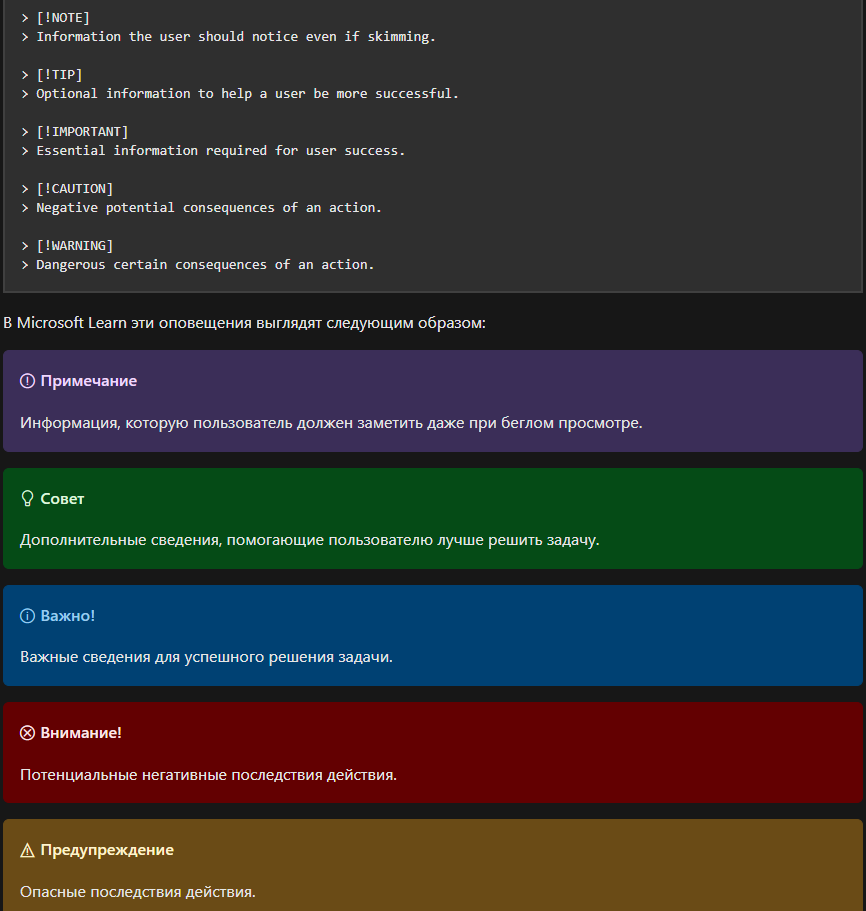 > [!NOTE]
> Information the user should notice even if skimming.
> [!TIP]
> Optional information to help a user be more successful.
> [!IMPORTANT]
> Essential information required for user success.
> [!CAUTION]
> Negative potential consequences of an action.
> [!WARNING]
> Dangerous certain consequences of an action.
В Microsoft Learn эти оповещения выглядят следующим образом:
Примечание
Информация, которую пользователь должен заметить даже при беглом просмотре.
Совет
Дополнительные сведения, помогающие пользователю лучше решить задачу.
Важно!
Важные сведения для успешного решения задачи.
Внимание!
Потенциальные негативные последствия действия.
Предупреждение
Опасные последствия действия.